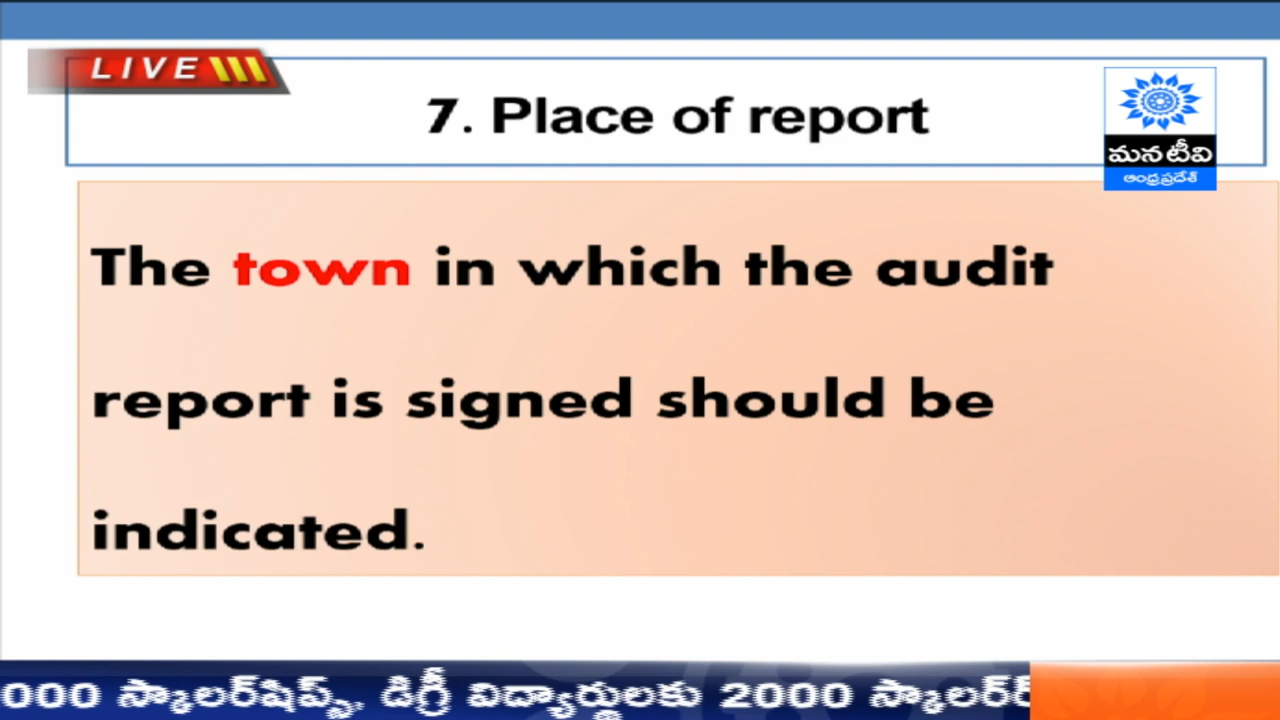 LIVE
7. Place of report
మన టీవి
ఆంధ్రప్రదేశ్
The town in which the audit
report is signed should be
indicated.
000 స్కాలర్‌షిప్స్, డిగ్రీ విద్యార్థులకు 2000